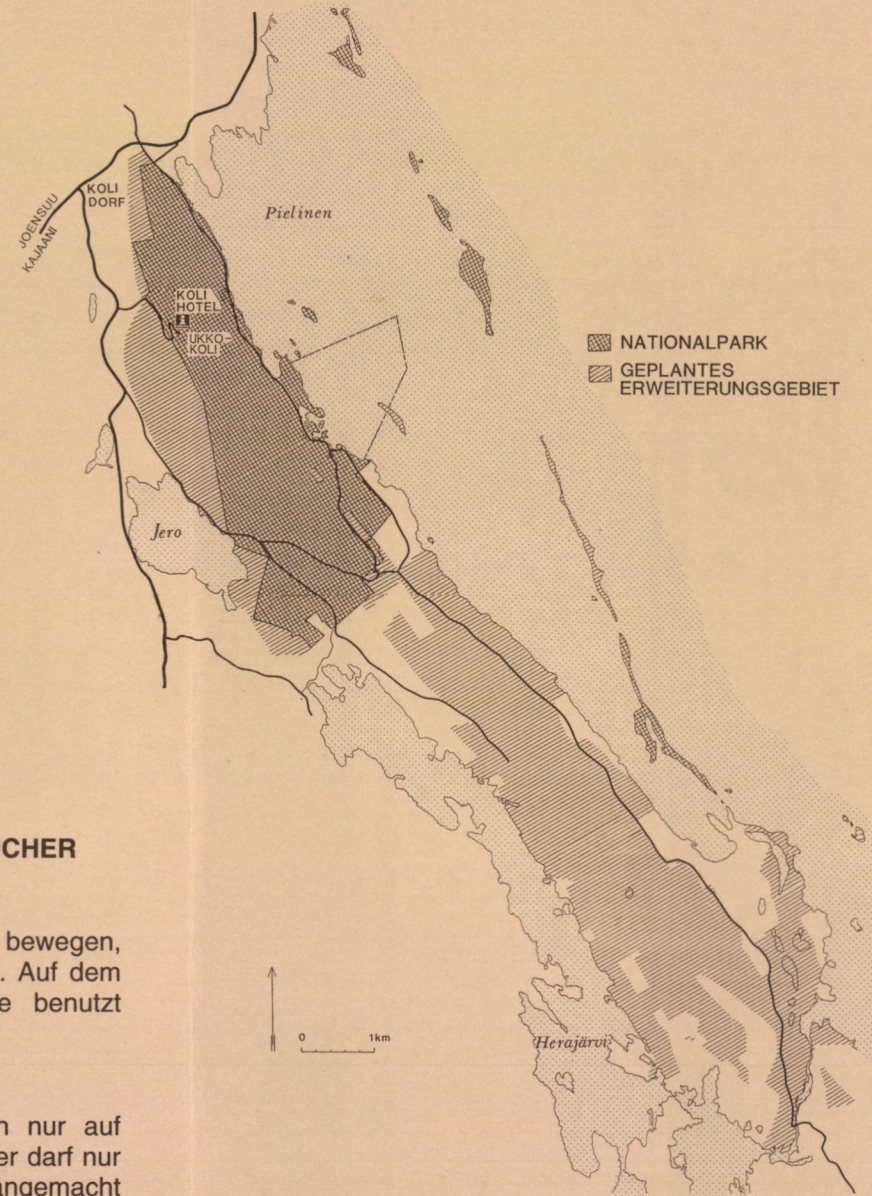 JOENSUU
KAJAANI
KOLI
DORF
Pielinen
KOLI
HOTEL
UKKO-
KOLI
NATIONALPARK
GEPLANTES
ERWEITERUNGSGEBIET
Jero
CHER
bewegen,
. Auf dem
e benutzt
0 1km
Herajärvi
n nur auf
er darf nur
angemacht